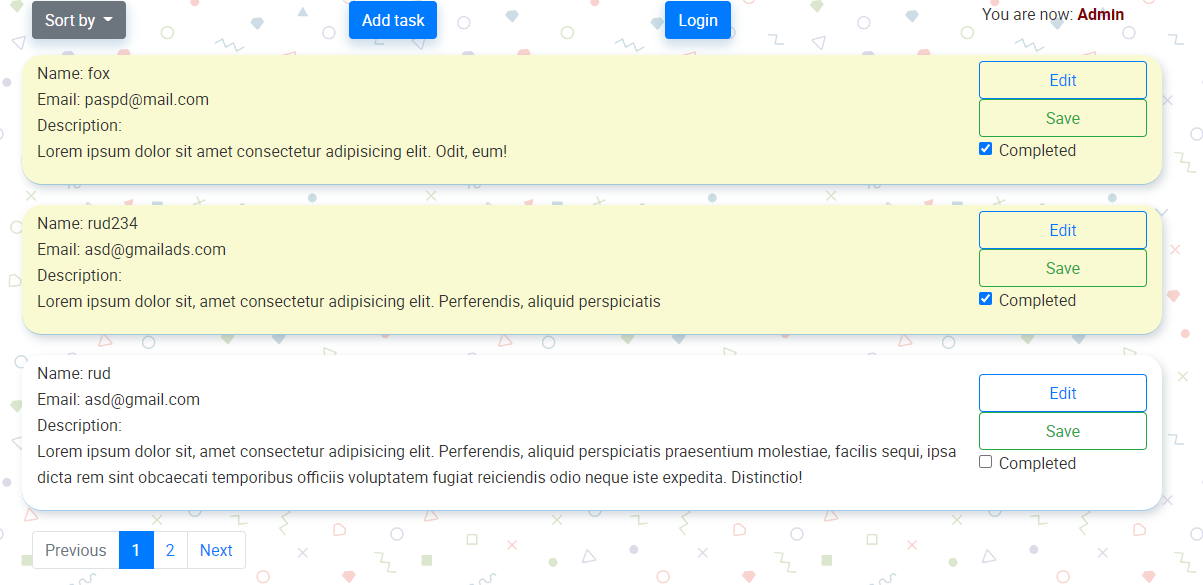 Sort by
Add task
Login
You are now: Admin
Name: fox
Email: paspd@mail.com
Description:
Lorem ipsum dolor sit amet consectetur adipisicing elit. Odit, eum!
Edit
Save
Completed
Name: rud234
Email: asd@gmailads.com
Description:
Lorem ipsum dolor sit, amet consectetur adipisicing elit. Perferendis, aliquid perspiciatis
Edit
Save
Completed
Name: rud
Email: asd@gmail.com
Description:
Lorem ipsum dolor sit, amet consectetur adipisicing elit. Perferendis, aliquid perspiciatis praesentium molestiae, facilis sequi, ipsa
dicta rem sint obcaecati temporibus officiis voluptatem fugiat reiciendis odio neque iste expedita. Distinctio!
Edit
Save
Completed
Previous 1 2 Next